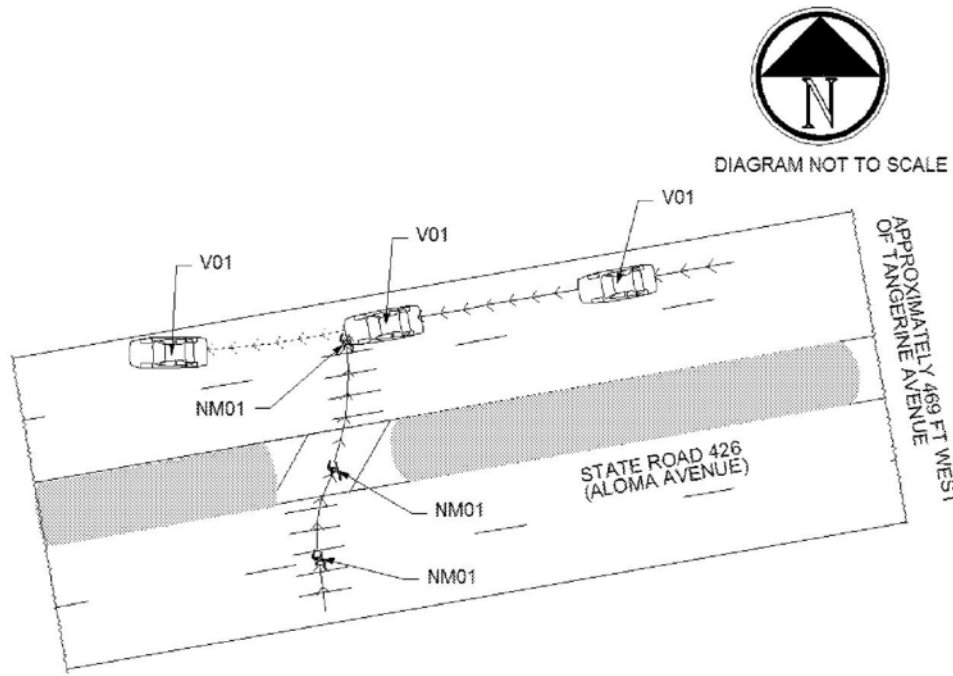 N
DIAGRAM NOT TO SCALE
V01
V01
V01
APPROXIMATELY 469 FT WEST
OF TANGERINE AVENUE
NM01
STATE ROAD 426
(ALOMA AVENUE)
NM01
NM01